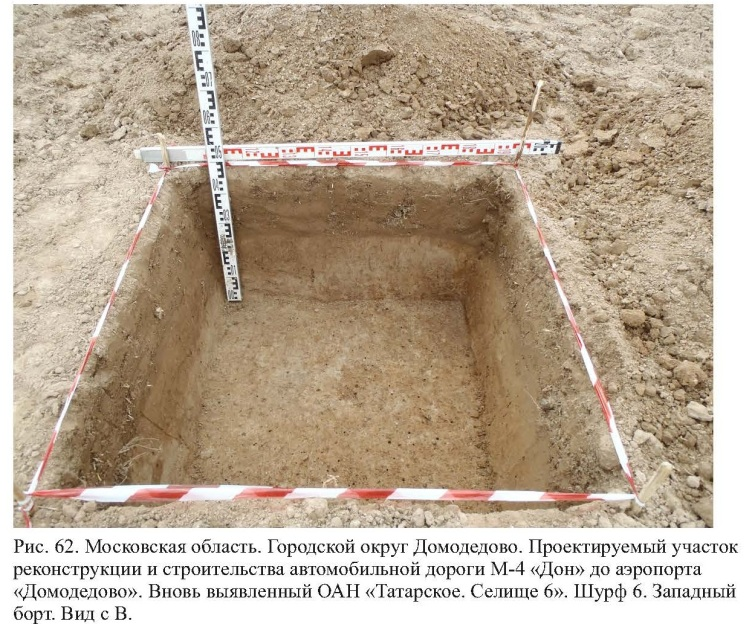 Рис. 62. Московская область. Городской округ Домодедово. Проектируемый участок
реконструкции и строительства автомобильной дороги М-4 «Дон» до аэропорта
«Домодедово». Вновь выявленный ОАН «Татарское. Селище 6». Шурф 6. Западный
борт. Вид с В.